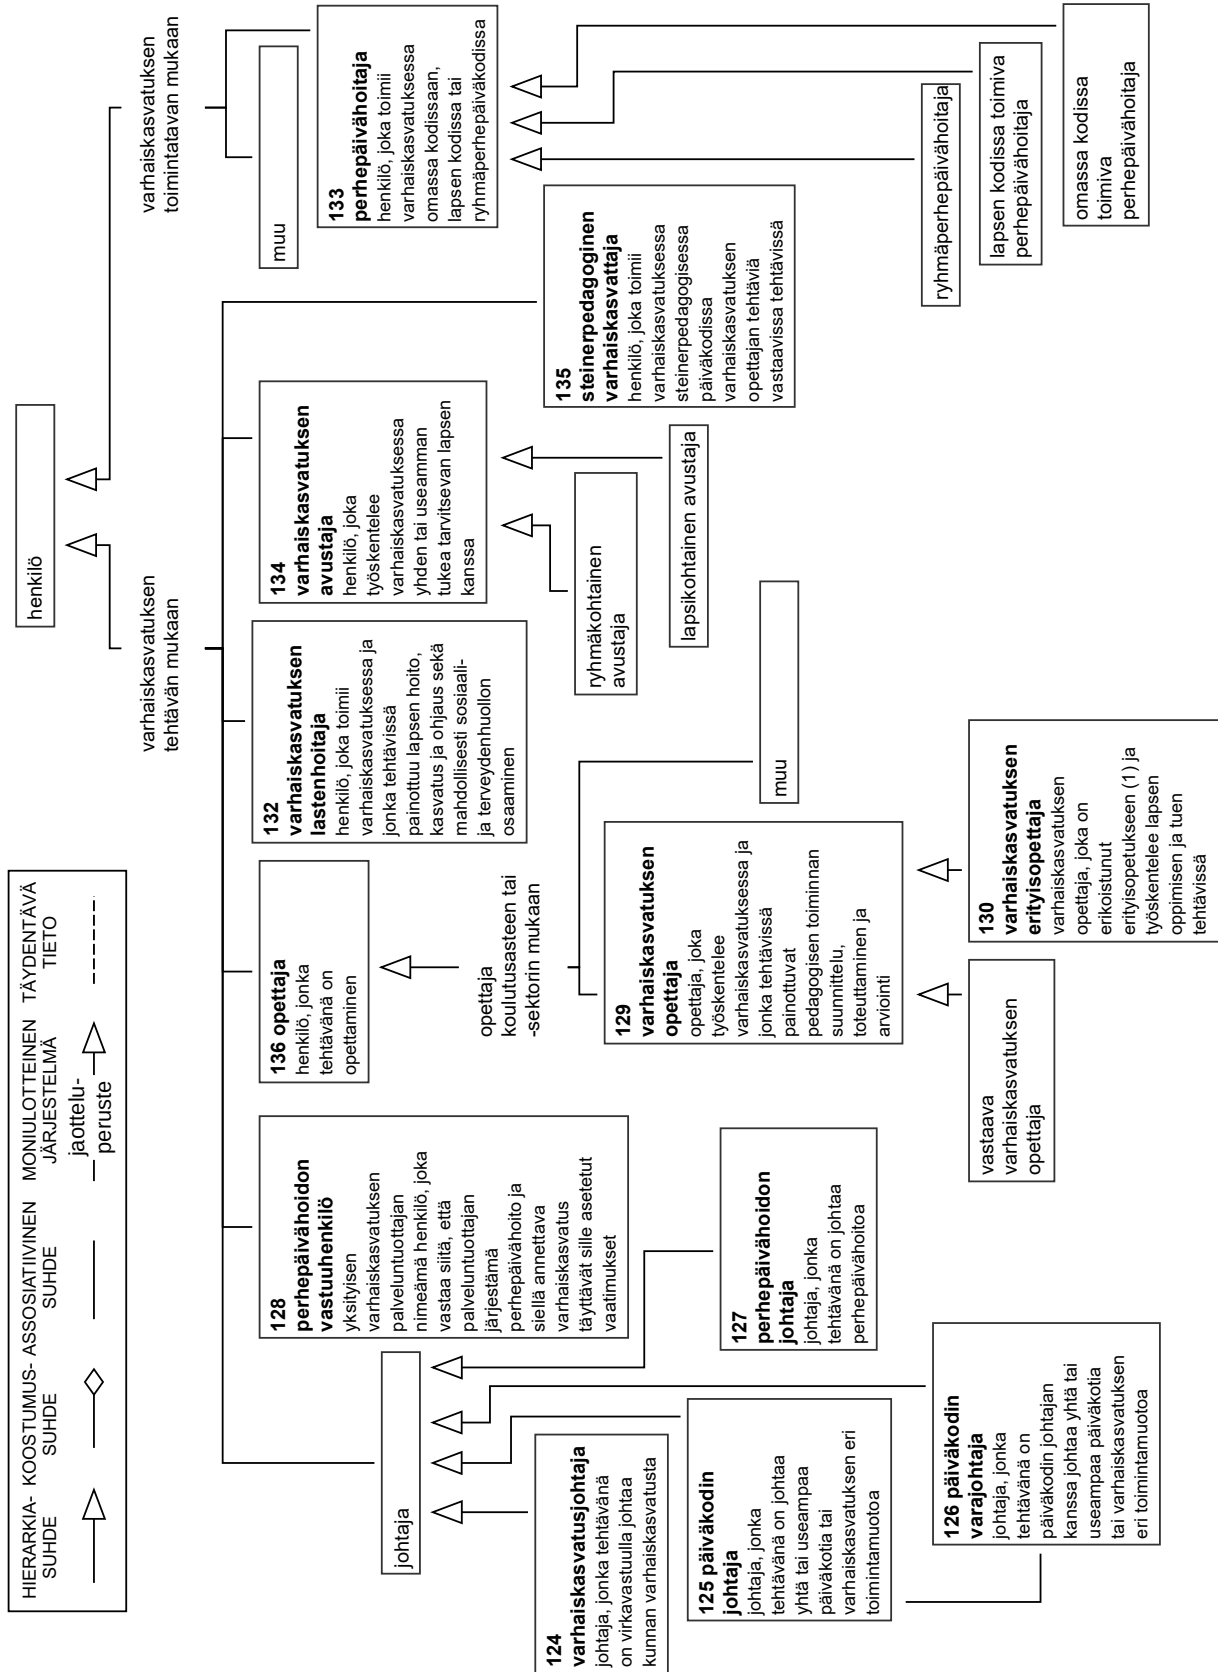 HIERARKIA-
SUHDE
KOOSTUMUS-
SUHDE
ASSOSIATIIVINEN
SUHDE
MONIULOTTEINEN
JÄRJESTELMÄ
jaottelu-
peruste
TÄYDENTÄVÄ
TIETO
henkilö
varhaiskasvatuksen
tehtävän mukaan
varhaiskasvatuksen
toimintatavan mukaan
johtaja
124
varhaiskasvatusjohtaja
johtaja, jonka tehtävänä
on virkavastuulla johtaa
kunnan varhaiskasvatusta
125 päiväkodin
johtaja
johtaja, jonka
tehtävänä on johtaa
yhtä tai useampaa
päiväkotia tai
varhaiskasvatuksen eri
toimintamuotoa
126 päiväkodin
varajohtaja
johtaja, jonka
tehtävänä on
päiväkodin johtajan
kanssa johtaa yhtä tai
useampaa päiväkotia
tai varhaiskasvatuksen
eri toimintamuotoa
127
perhepäivähoidon
johtaja
johtaja, jonka
tehtävänä on johtaa
perhepäivähoitoa
128
perhepäivähoidon
vastuuhenkilö
yksityisen
varhaiskasvatuksen
palveluntuottajan
nimeämä henkilö, joka
vastaa siitä, että
palveluntuottajan
järjestämä
perhepäivähoito ja
siellä annettava
varhaiskasvatus
täyttävät sille asetetut
vaatimukset
136 opettaja
henkilö, jonka
tehtävänä on
opettaminen
opettaja
koulutusasteen tai
-sektorin mukaan
129
varhaiskasvatuksen
opettaja
opettaja, joka
työskentelee
varhaiskasvatuksessa ja
jonka tehtävissä
painottuvat
pedagogisen toiminnan
suunnittelu,
toteuttaminen ja
arviointi
muu
vastaava
varhaiskasvatuksen
opettaja
130
varhaiskasvatuksen
erityisopettaja
varhaiskasvatuksen
opettaja, joka on
erikoistunut
erityisopetukseen (1) ja
työskentelee lapsen
oppimisen ja tuen
tehtävissä
132
varhaiskasvatuksen
lastenhoitaja
henkilö, joka toimii
varhaiskasvatuksessa ja
jonka tehtävissä
painottuu lapsen hoito,
kasvatus ja ohjaus sekä
mahdollisesti sosiaali-
ja terveydenhuollon
osaaminen
134
varhaiskasvatuksen
avustaja
henkilö, joka
työskentelee
varhaiskasvatuksessa
yhden tai useamman
tukea tarvitsevan lapsen
kanssa
ryhmäkohtainen
avustaja
lapsikohtainen avustaja
135
steinerpedagoginen
varhaiskasvattaja
henkilö, joka toimii
varhaiskasvatuksessa
steinerpedagogisessa
päiväkodissa
varhaiskasvatuksen
opettajan tehtäviä
vastaavissa tehtävissä
muu
133
perhepäivähoitaja
henkilö, joka toimii
varhaiskasvatuksessa
omassa kodissaan,
lapsen kodissa tai
ryhmäperhepäiväkodissa
ryhmäperhepäivähoitaja
lapsen kodissa toimiva
perhepäivähoitaja
omassa kodissa
toimiva
perhepäivähoitaja